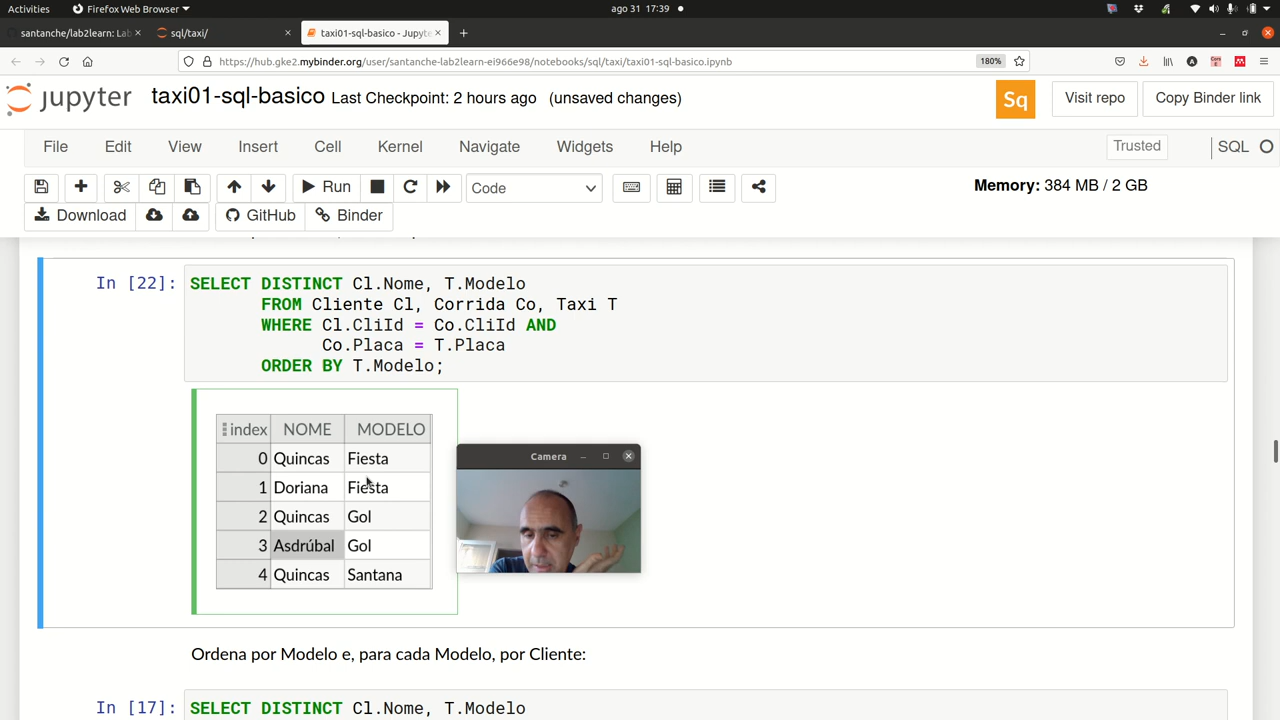 Activities
Firefox Web Browser
ago 31 17:39
santanche/lab2learn: Lab
sql/taxi/
taxi01-sql-basico - Jupyte
https://hub.gke2.mybinder.org/user/santanche-lab2learn-ei966e98/notebooks/sql/taxi/taxi01-sql-basico.ipynb
180%
jupyter
taxi01-sql-basico Last Checkpoint: 2 hours ago (unsaved changes)
Sq
Visit repo
Copy Binder link
File Edit View Insert Cell Kernel Navigate Widgets Help
Trusted
SQL
Run
Code
Memory: 384 MB / 2 GB
Download
GitHub
Binder
In [22]:
SELECT DISTINCT Cl.Nome, T.Modelo
FROM Cliente Cl, Corrida Co, Taxi T
WHERE Cl.CliId = Co.CliId AND
Co.Placa = T.Placa
ORDER BY T.Modelo;
index NOME MODELO
0 Quincas Fiesta
1 Doriana Fiesta
2 Quincas Gol
3 Asdrúbal Gol
4 Quincas Santana
Camera
Ordena por Modelo e, para cada Modelo, por Cliente:
In [17]:
SELECT DISTINCT Cl.Nome, T.Modelo